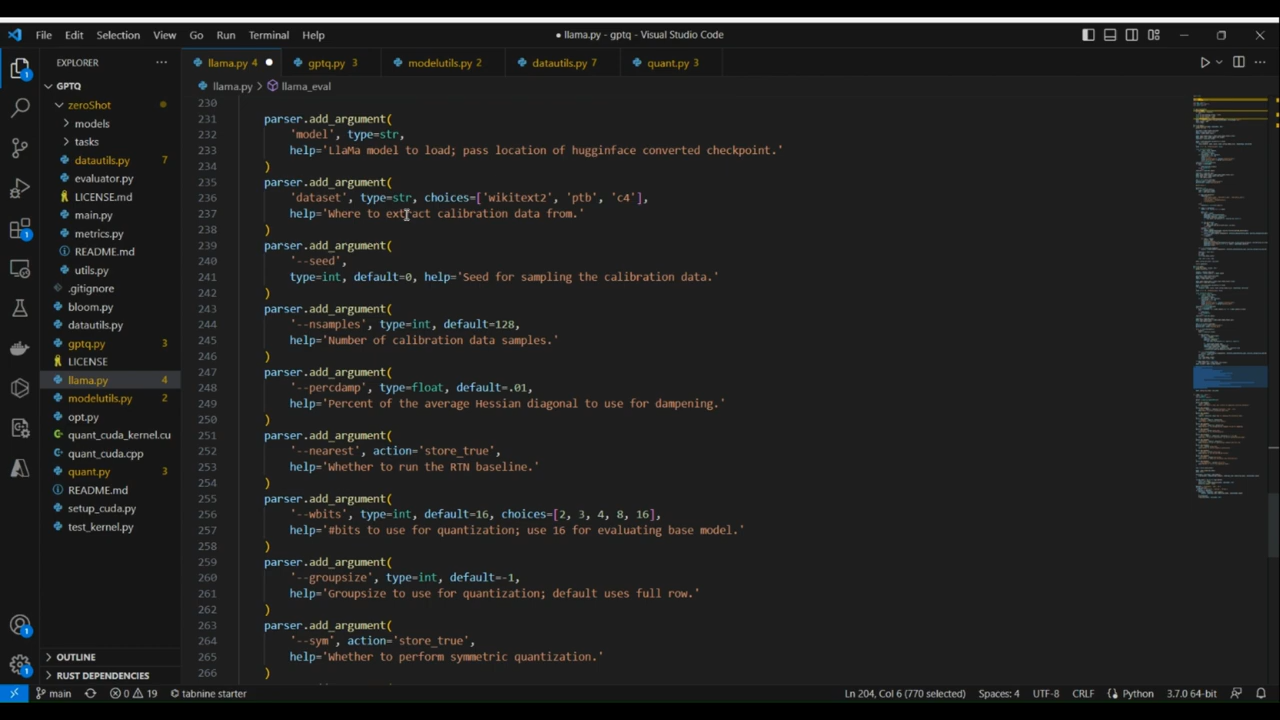 File Edit Selection View Go Run Terminal Help
● llama.py - gptq - Visual Studio Code
EXPLORER
llama.py 4
gptq.py 3
modelutils.py 2
datautils.py 7
quant.py 3
GPTQ
llama.py > llama_eval
zeroShot
models
tasks
datautils.py 7
evaluator.py
LICENSE.md
main.py
metrics.py
README.md
utils.py
.gitignore
bloom.py
datautils.py
gptq.py 3
LICENSE
llama.py 4
modelutils.py 2
opt.py
quant_cuda_kernel.cu
quant_cuda.cpp
quant.py 3
README.md
setup_cuda.py
test_kernel.py
OUTLINE
RUST DEPENDENCIES
1
1
1
1
230
231 parser.add_argument(
232 'model', type=str,
233 help='LlaMa model to load; pass location of hugginface converted checkpoint.'
234 )
235 parser.add_argument(
236 'dataset', type=str, choices=['wikitext2', 'ptb', 'c4'],
237 help='Where to extract calibration data from.'
238 )
239 parser.add_argument(
240 '--seed',
241 type=int, default=0, help='Seed for sampling the calibration data.'
242 )
243 parser.add_argument(
244 '--nsamples', type=int, default=128,
245 help='Number of calibration data samples.'
246 )
247 parser.add_argument(
248 '--percdamp', type=float, default=.01,
249 help='Percent of the average Hessian diagonal to use for dampening.'
250 )
251 parser.add_argument(
252 '--nearest', action='store_true',
253 help='Whether to run the RTN baseline.'
254 )
255 parser.add_argument(
256 '--wbits', type=int, default=16, choices=[2, 3, 4, 8, 16],
257 help='#bits to use for quantization; use 16 for evaluating base model.'
258 )
259 parser.add_argument(
260 '--groupsize', type=int, default=-1,
261 help='Groupsize to use for quantization; default uses full row.'
262 )
263 parser.add_argument(
264 '--sym', action='store_true',
265 help='Whether to perform symmetric quantization.'
266 )
main 0 19 tabnine starter
Ln 204, Col 6 (770 selected) Spaces: 4 UTF-8 CRLF Python 3.7.0 64-bit